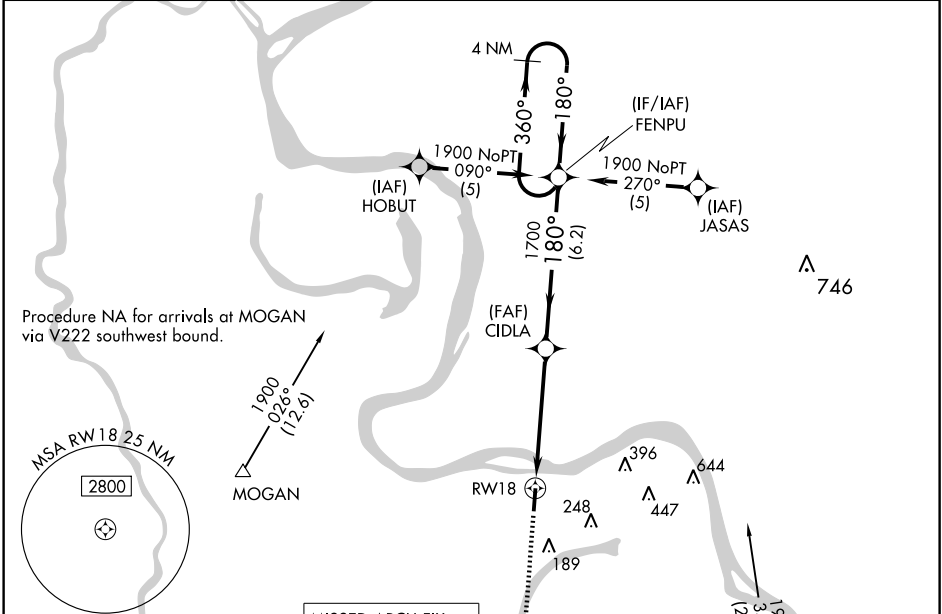 4 NM
360°
180°
(IF/IAF)
FENPU
1900 NoPT
090°
(5)
(IAF)
HOBUT
1900 NoPT
270°
(5)
(IAF)
JASAS
1700
180°
(6.2)
746
Procedure NA for arrivals at MOGAN
via V222 southwest bound.
(FAF)
CIDLA
1900
026°
(12.6)
MOGAN
MSA RW18 25 NM
2800
RW18
396
644
447
248
189